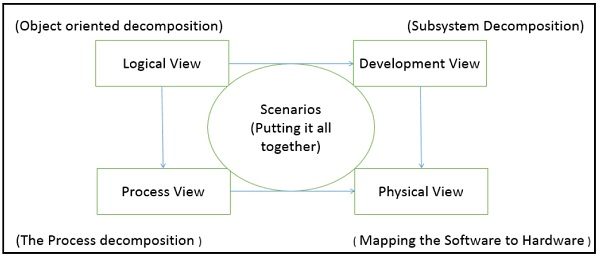 (Object oriented decomposition)
(Subsystem Decomposition)
Logical View
Development View
Scenarios
(Putting it all
together)
Process View
Physical View
(The Process decomposition )
( Mapping the Software to Hardware )